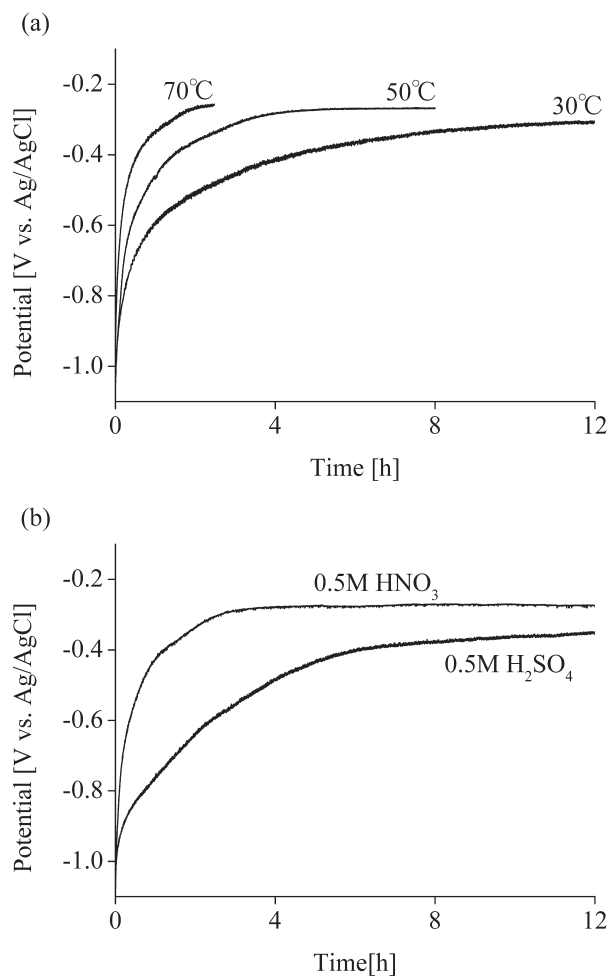 (a)
70℃
50℃
30℃
-0.2
-0.4
-0.6
-0.8
-1.0
Potential [V vs. Ag/AgCl]
0
4
8
12
Time [h]
(b)
0.5M HNO₃
0.5M H₂SO₄
-0.2
-0.4
-0.6
-0.8
-1.0
Potential [V vs. Ag/AgCl]
0
4
8
12
Time[h]